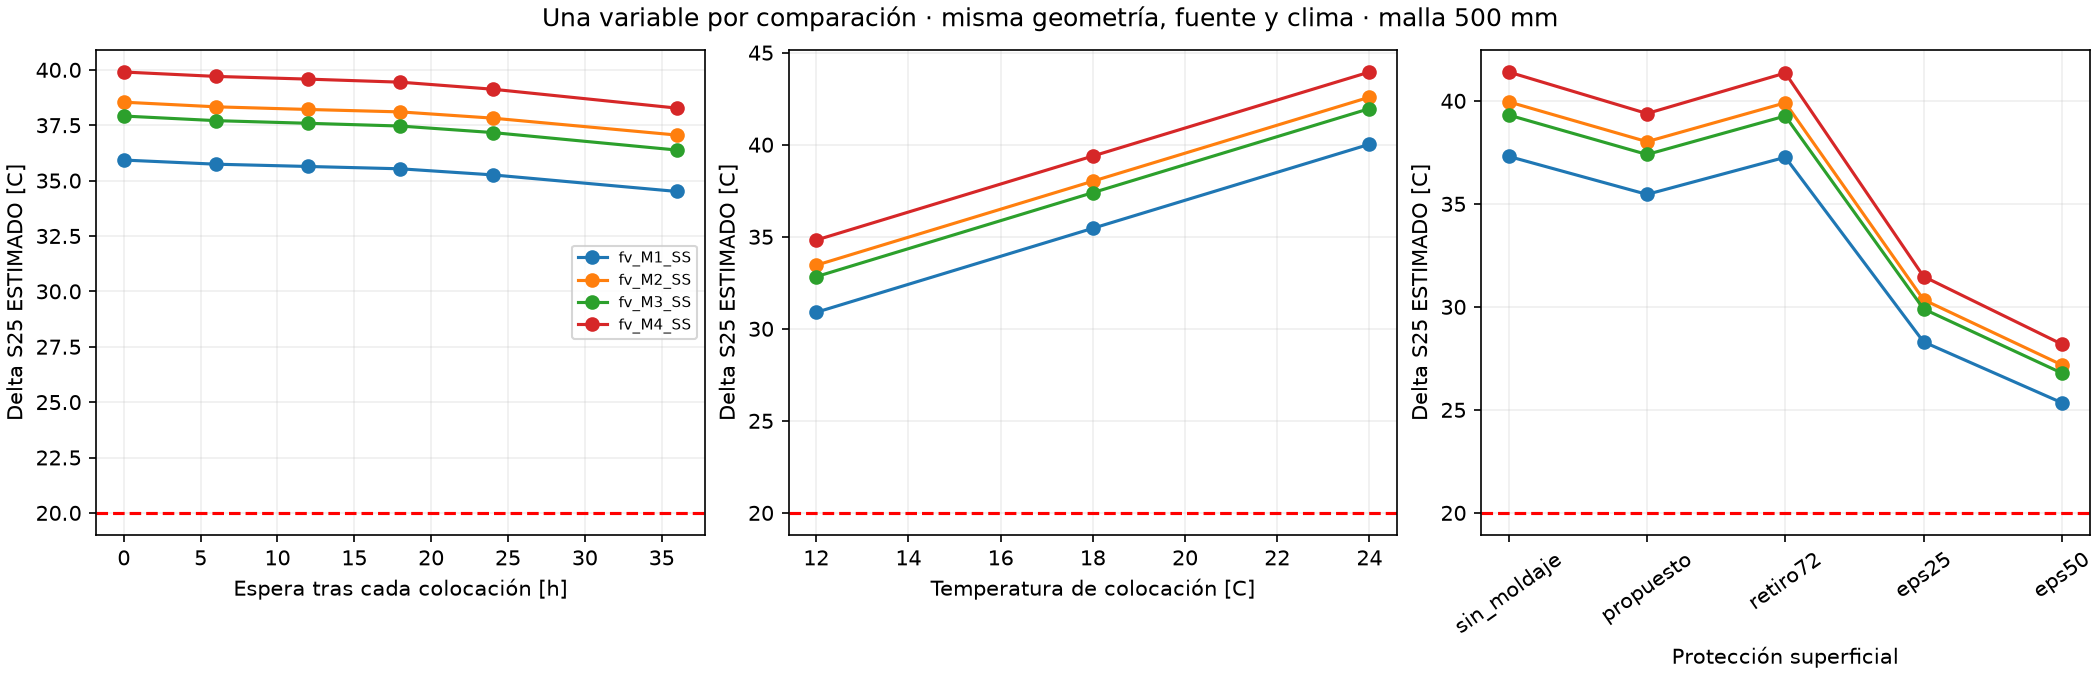 Una variable por comparación · misma geometría, fuente y clima · malla 500 mm
Delta S25 ESTIMADO [C]
40.0
37.5
35.0
32.5
30.0
27.5
25.0
22.5
20.0
0 5 10 15 20 25 30 35
Espera tras cada colocación [h]
fv_M1_SS
fv_M2_SS
fv_M3_SS
fv_M4_SS
Delta S25 ESTIMADO [C]
45
40
35
30
25
20
12 14 16 18 20 22 24
Temperatura de colocación [C]
Delta S25 ESTIMADO [C]
40
35
30
25
20
sin_moldaje propuesto retiro72 eps25 eps50
Protección superficial